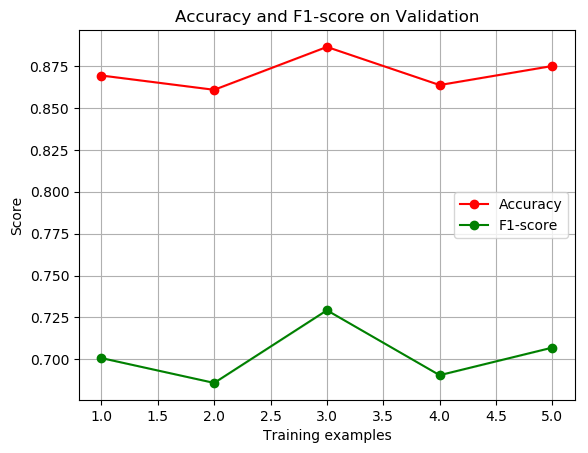 Accuracy and F1-score on Validation
0.875
0.850
0.825
0.800
0.775
0.750
0.725
0.700
Score
Accuracy
F1-score
1.0 1.5 2.0 2.5 3.0 3.5 4.0 4.5 5.0
Training examples